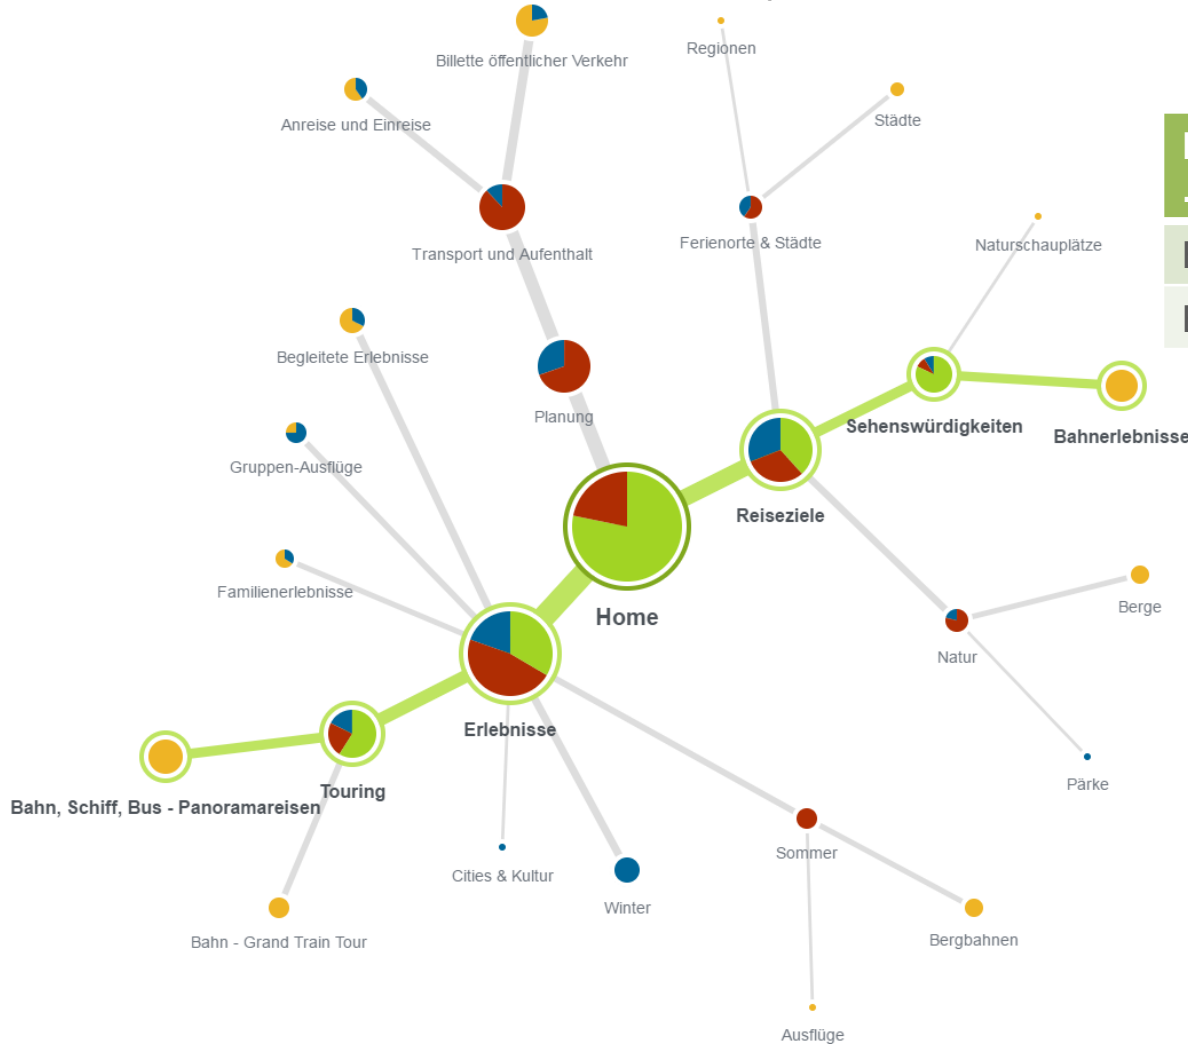 Regionen
Billette öffentlicher Verkehr
Städte
Anreise und Einreise
Ferienorte & Städte
Naturschauplätze
Transport und Aufenthalt
Begleitete Erlebnisse
Planung
Sehenswürdigkeiten
Bahnerlebnisse
Gruppen-Ausflüge
Reiseziele
Familienerlebnisse
Home
Berge
Natur
Erlebnisse
Pärke
Touring
Bahn, Schiff, Bus - Panoramareisen
Sommer
Cities & Kultur
Winter
Bahn - Grand Train Tour
Bergbahnen
Ausflüge